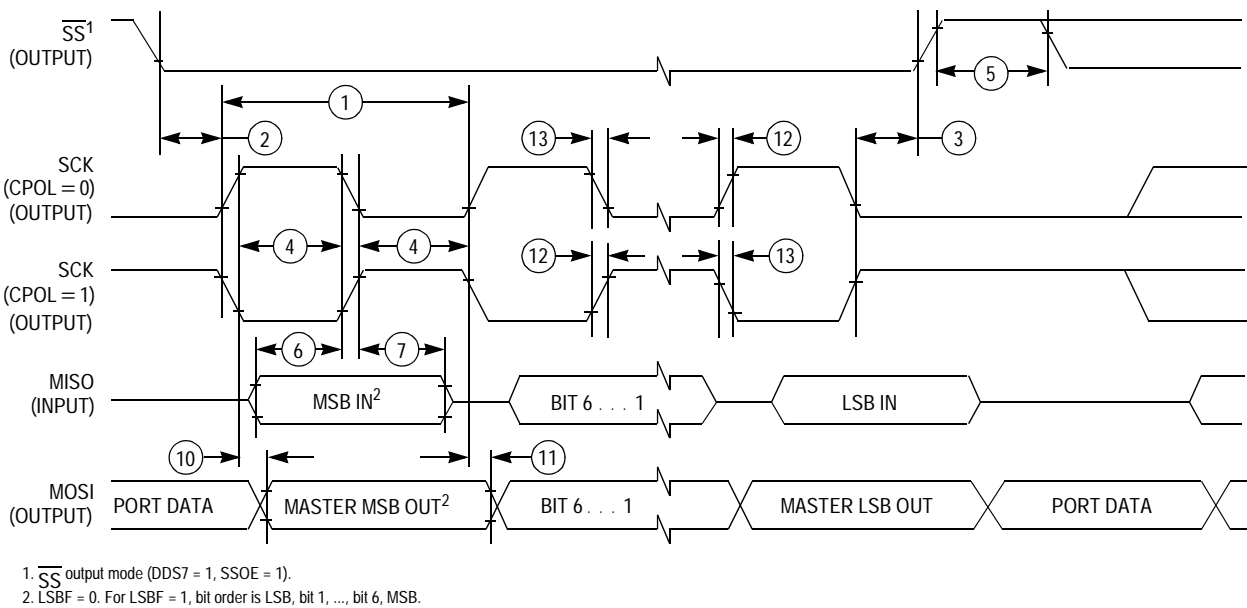 SS¹
(OUTPUT)
5
1
2
13
12
3
SCK
(CPOL = 0)
(OUTPUT)
4
4
12
13
SCK
(CPOL = 1)
(OUTPUT)
6
7
MISO
(INPUT)
MSB IN²
BIT 6 . . . 1
LSB IN
10
11
MOSI
(OUTPUT)
PORT DATA
MASTER MSB OUT²
BIT 6 . . . 1
MASTER LSB OUT
PORT DATA
1. SS output mode (DDS7 = 1, SSOE = 1).
2. LSBF = 0. For LSBF = 1, bit order is LSB, bit 1, ..., bit 6, MSB.